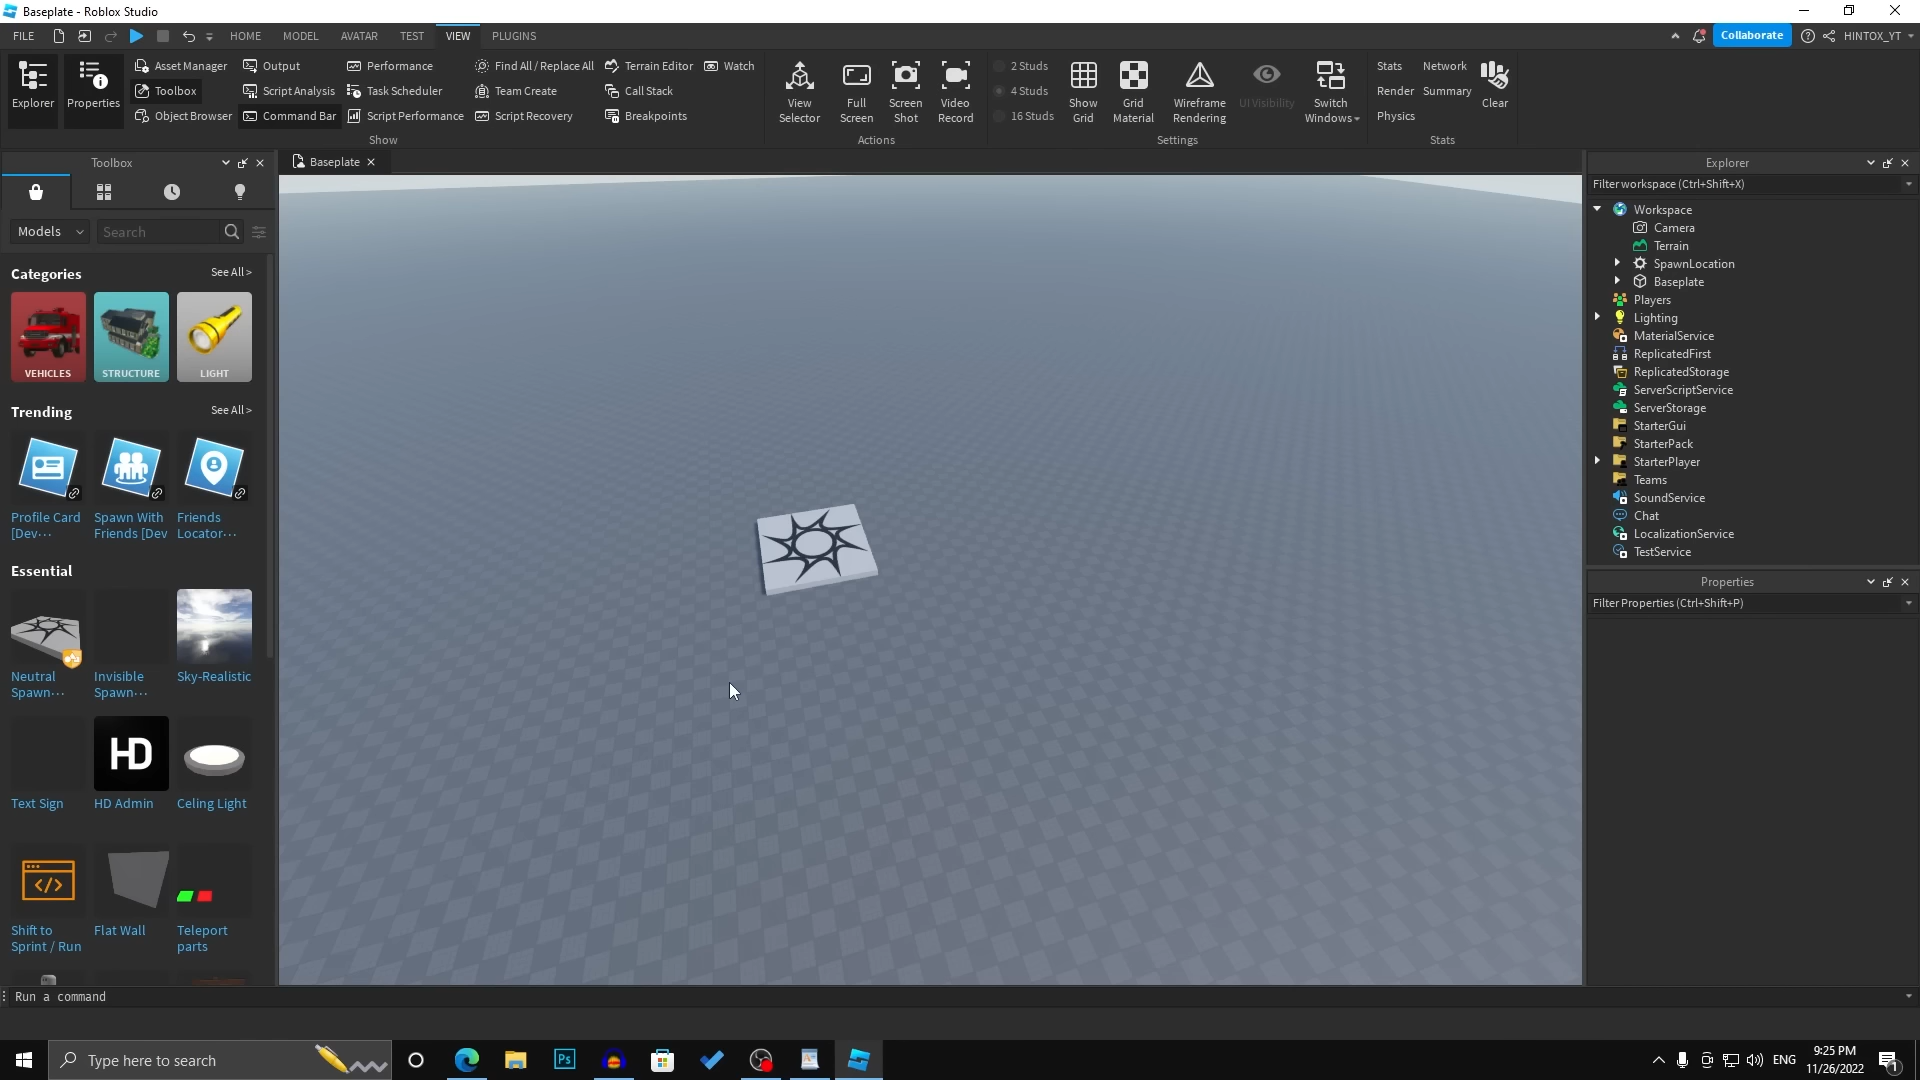 Baseplate - Roblox Studio
FILE HOME MODEL AVATAR TEST VIEW PLUGINS Collaborate HINTOX_YT
Explorer
Properties
Asset Manager
Toolbox
Object Browser
Output
Script Analysis
Command Bar
Performance
Task Scheduler
Script Performance
Find All / Replace All
Team Create
Script Recovery
Terrain Editor
Call Stack
Breakpoints
Watch
Show
View Selector
Full Screen
Screen Shot
Video Record
Actions
2 Studs
4 Studs
16 Studs
Show Grid
Grid Material
Wireframe Rendering
UI Visibility
Switch Windows
Settings
Stats
Render
Physics
Network
Summary
Clear
Stats
Toolbox
Models
Search
Categories
See All >
VEHICLES
STRUCTURE
LIGHT
Trending
See All >
Profile Card [Dev···
Spawn With Friends [Dev
Friends Locator···
Essential
Neutral Spawn···
Invisible Spawn···
Sky-Realistic
HD
Text Sign
HD Admin
Celing Light
Shift to Sprint / Run
Flat Wall
Teleport parts
Baseplate
Explorer
Filter workspace (Ctrl+Shift+X)
Workspace
Camera
Terrain
SpawnLocation
Baseplate
Players
Lighting
MaterialService
ReplicatedFirst
ReplicatedStorage
ServerScriptService
ServerStorage
StarterGui
StarterPack
StarterPlayer
Teams
SoundService
Chat
LocalizationService
TestService
Properties
Filter Properties (Ctrl+Shift+P)
Run a command
Type here to search
Ps
ENG
9:25 PM
11/26/2022
1